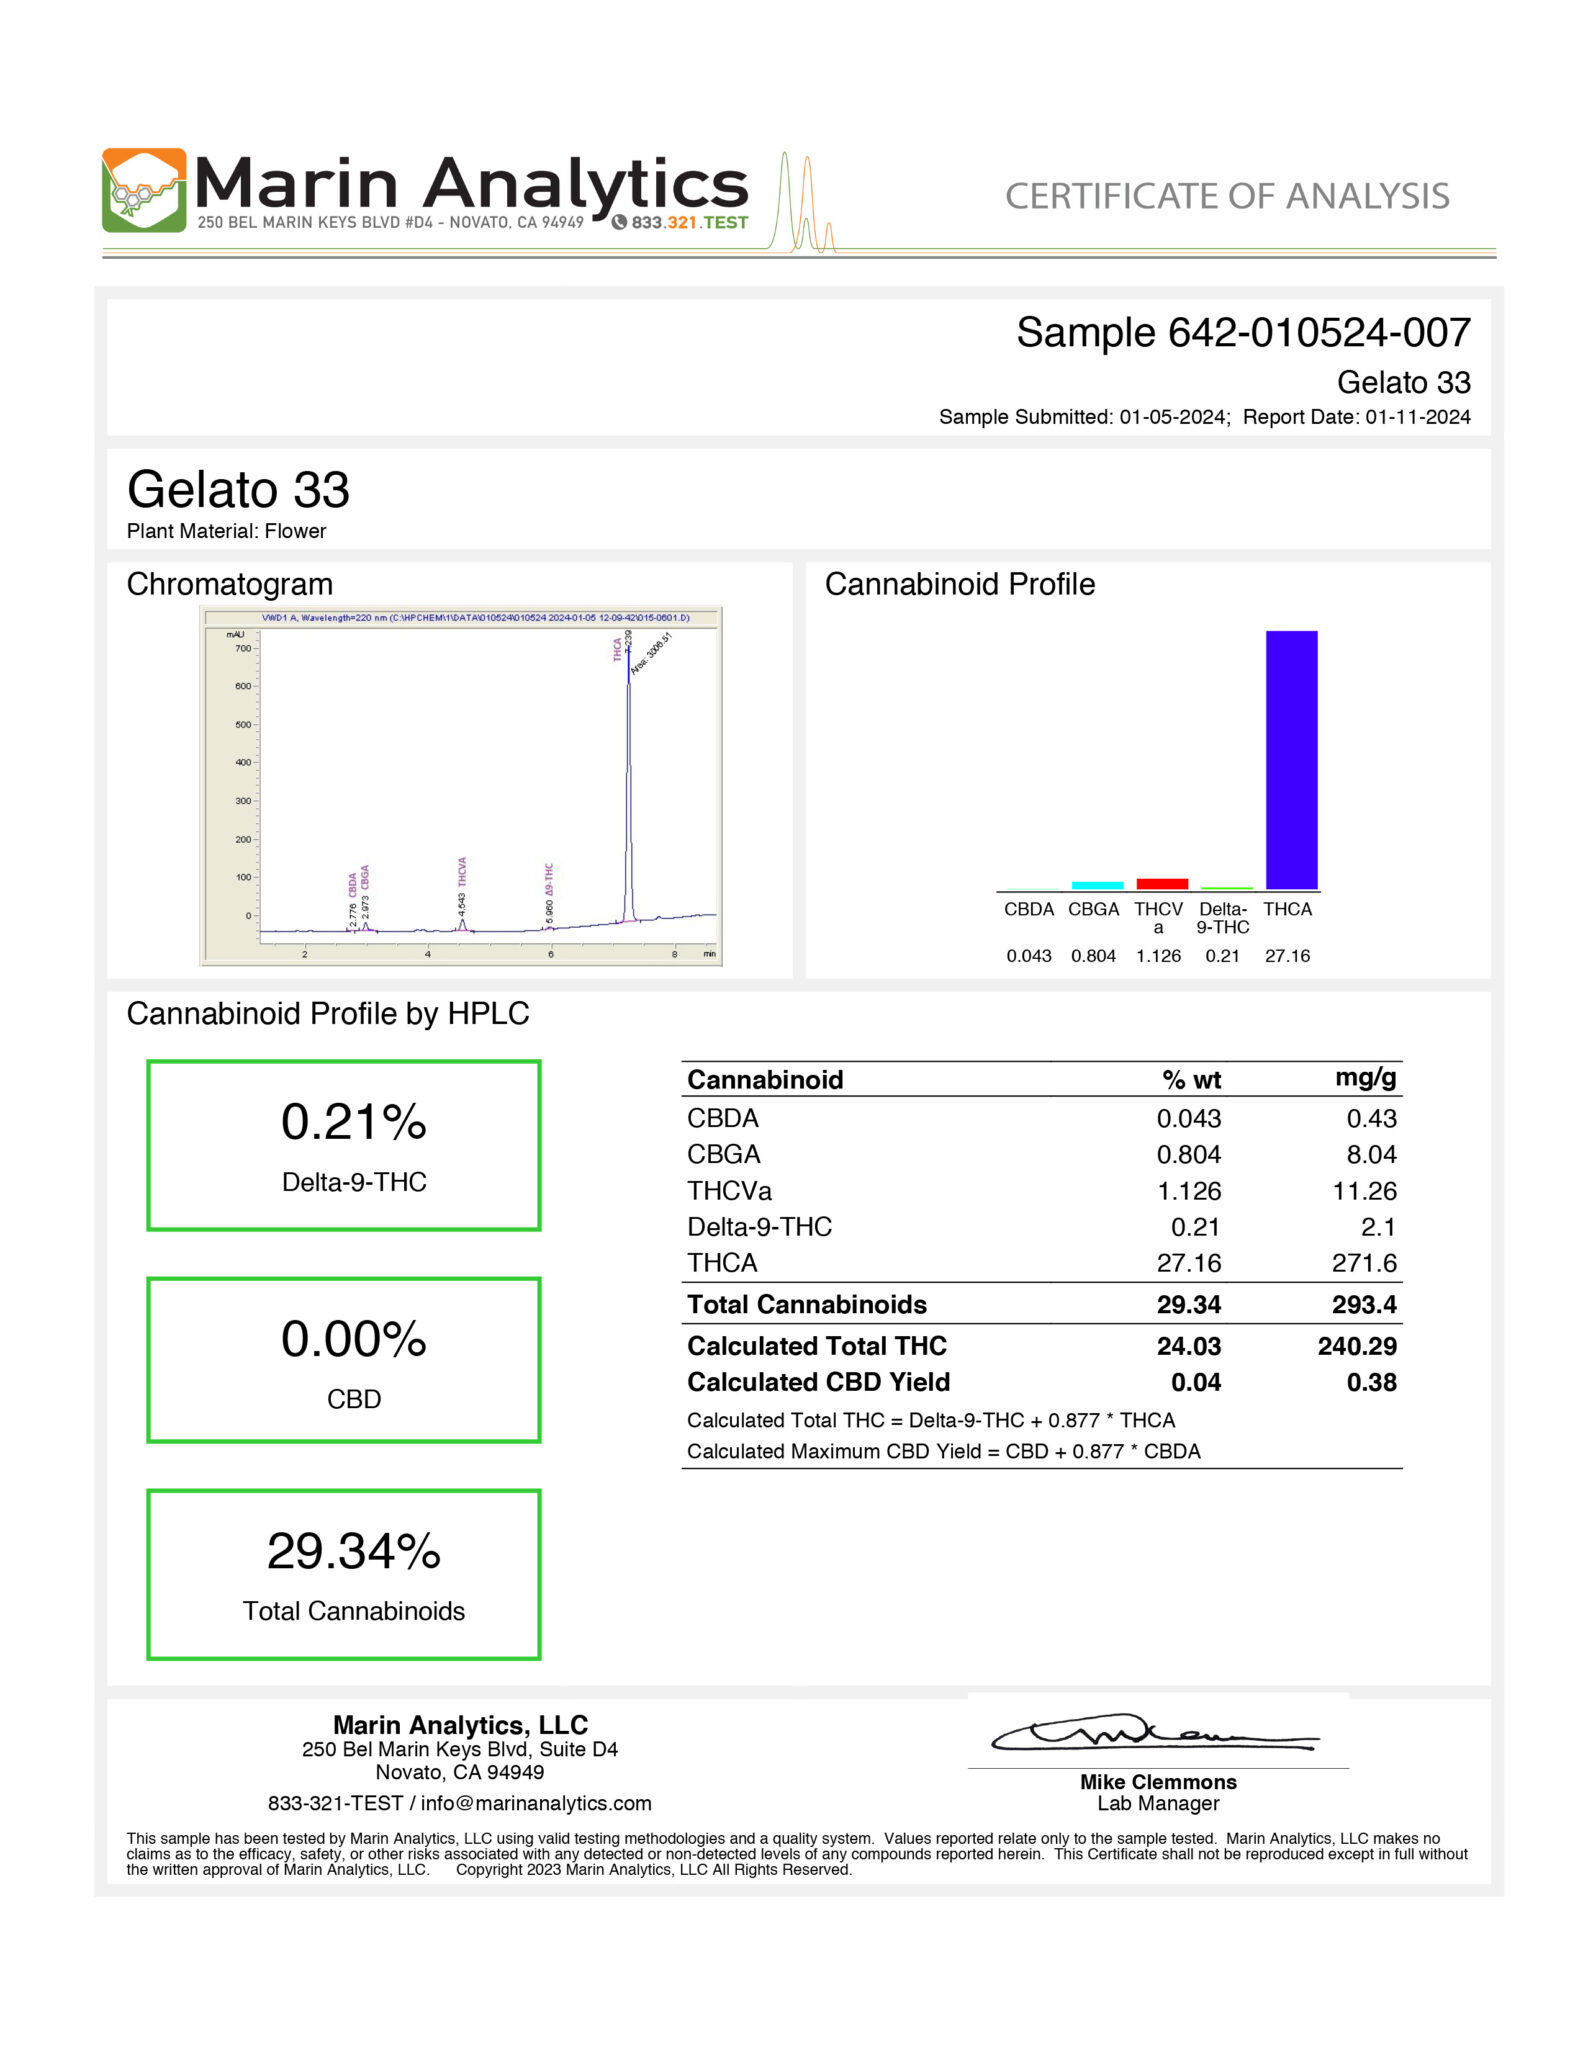 Marin Analytics
250 BEL MARIN KEYS BLVD #D4 - NOVATO, CA 94949 833.321.TEST
CERTIFICATE OF ANALYSIS
Sample 642-010524-007
Gelato 33
Sample Submitted: 01-05-2024; Report Date: 01-11-2024
Gelato 33
Plant Material: Flower
Chromatogram
VWD1 A, Wavelength=220 nm (C:\HPCHEM\1\DATA\010524\010524 2024-01-05 12-09-42\015-0601.D)
mAU
700
600
500
400
300
200
100
0
2.776 CBDA
2.973 CBGA
4.543 THCVA
5.960 Δ9-THC
THCA
7.239
Area: 3006.51
2 4 6 8 min
Cannabinoid Profile
CBDA CBGA THCV Delta- THCA
a 9-THC
0.043 0.804 1.126 0.21 27.16
Cannabinoid Profile by HPLC
0.21%
Delta-9-THC
0.00%
CBD
29.34%
Total Cannabinoids
Cannabinoid % wt mg/g
CBDA 0.043 0.43
CBGA 0.804 8.04
THCVa 1.126 11.26
Delta-9-THC 0.21 2.1
THCA 27.16 271.6
Total Cannabinoids 29.34 293.4
Calculated Total THC 24.03 240.29
Calculated CBD Yield 0.04 0.38
Calculated Total THC = Delta-9-THC + 0.877 * THCA
Calculated Maximum CBD Yield = CBD + 0.877 * CBDA
Marin Analytics, LLC
250 Bel Marin Keys Blvd, Suite D4
Novato, CA 94949
833-321-TEST / info@marinanalytics.com
Mike Clemmons
Lab Manager
This sample has been tested by Marin Analytics, LLC using valid testing methodologies and a quality system. Values reported relate only to the sample tested. Marin Analytics, LLC makes no
claims as to the efficacy, safety, or other risks associated with any detected or non-detected levels of any compounds reported herein. This Certificate shall not be reproduced except in full without
the written approval of Marin Analytics, LLC. Copyright 2023 Marin Analytics, LLC All Rights Reserved.